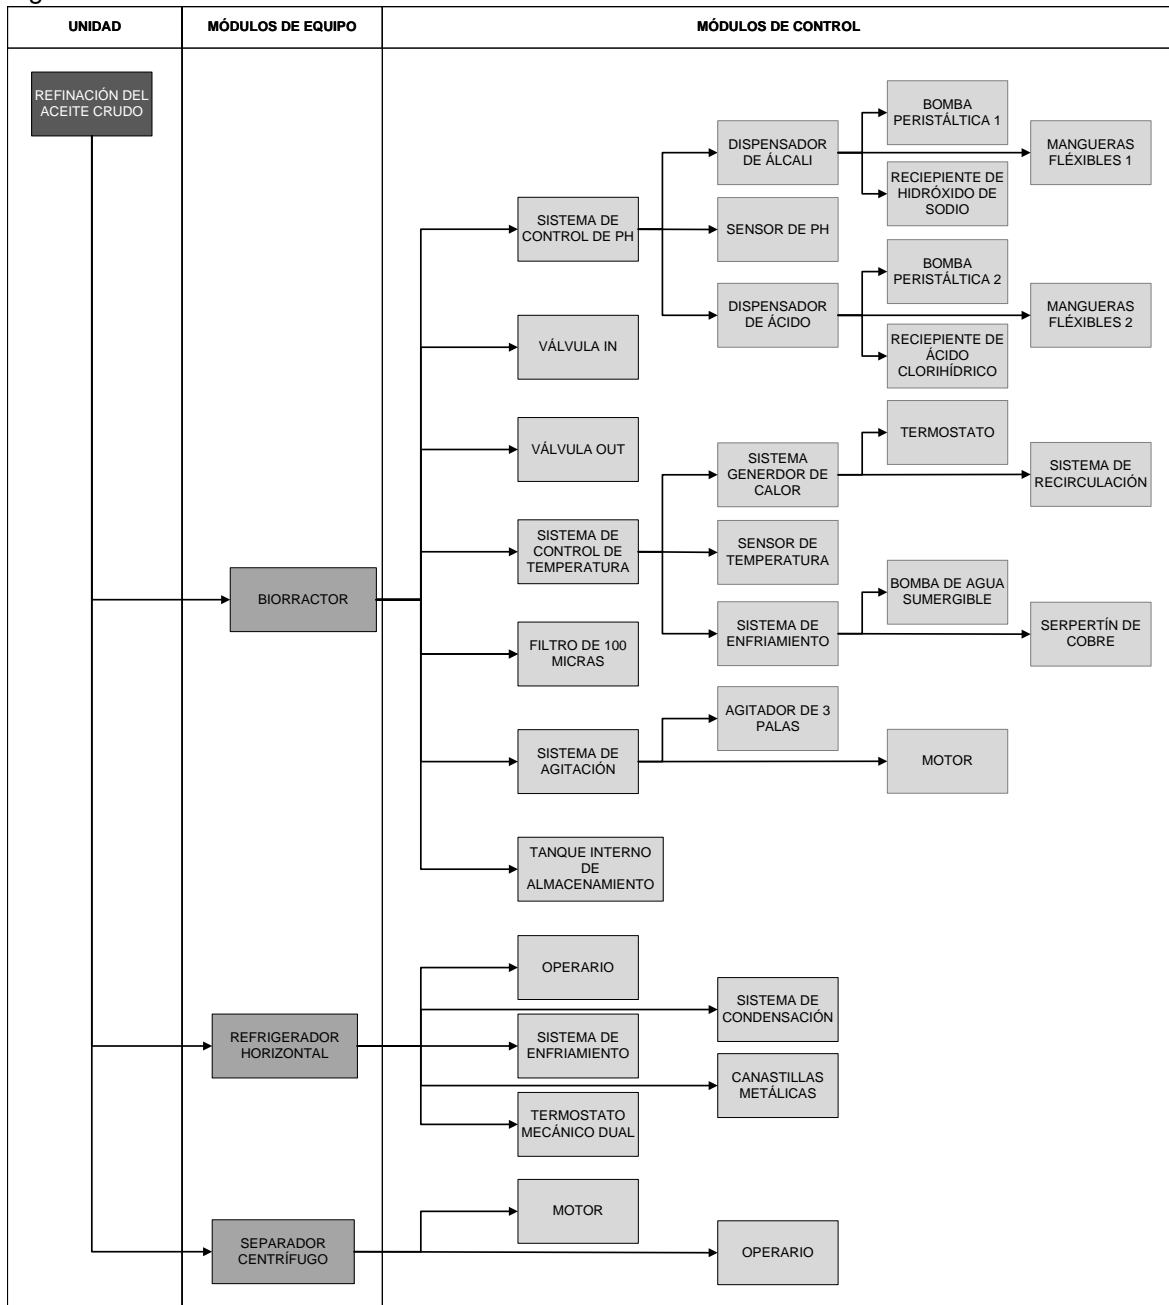 UNIDAD
MÓDULOS DE EQUIPO
MÓDULOS DE CONTROL
REFINACIÓN DEL
ACEITE CRUDO
BIORRACTOR
SISTEMA DE
CONTROL DE PH
DISPENSADOR
DE ÁLCALI
BOMBA
PERISTÁLTICA 1
MANGUERAS
FLÉXIBLES 1
RECIEPIENTE DE
HIDRÓXIDO DE
SODIO
SENSOR DE PH
DISPENSADOR
DE ÁCIDO
BOMBA
PERISTÁLTICA 2
MANGUERAS
FLÉXIBLES 2
RECIEPIENTE DE
ÁCIDO
CLORIHÍDRICO
VÁLVULA IN
VÁLVULA OUT
SISTEMA DE
CONTROL DE
TEMPERATURA
SISTEMA
GENERDOR DE
CALOR
TERMOSTATO
SISTEMA DE
RECIRCULACIÓN
SENSOR DE
TEMPERATURA
SISTEMA DE
ENFRIAMIENTO
BOMBA DE AGUA
SUMERGIBLE
SERPERTÍN DE
COBRE
FILTRO DE 100
MICRAS
SISTEMA DE
AGITACIÓN
AGITADOR DE 3
PALAS
MOTOR
TANQUE INTERNO
DE
ALMACENAMIENTO
REFRIGERADOR
HORIZONTAL
OPERARIO
SISTEMA DE
CONDENSACIÓN
SISTEMA DE
ENFRIAMIENTO
CANASTILLAS
METÁLICAS
TERMOSTATO
MECÁNICO DUAL
SEPARADOR
CENTRÍFUGO
MOTOR
OPERARIO